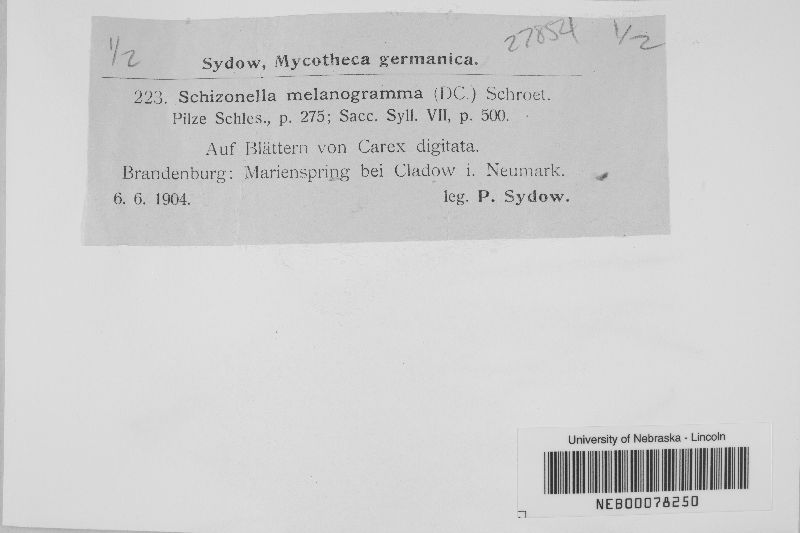 1/2
27854 1/2
Sydow, Mycotheca germanica.
223. Schizonella melanogramma (DC.) Schroet.
Pilze Schles., p. 275; Sacc. Syll. VII, p. 500.
Auf Blättern von Carex digitata.
Brandenburg: Marienspring bei Cladow i. Neumark.
6. 6. 1904. leg. P. Sydow.
University of Nebraska - Lincoln
NEB00078250